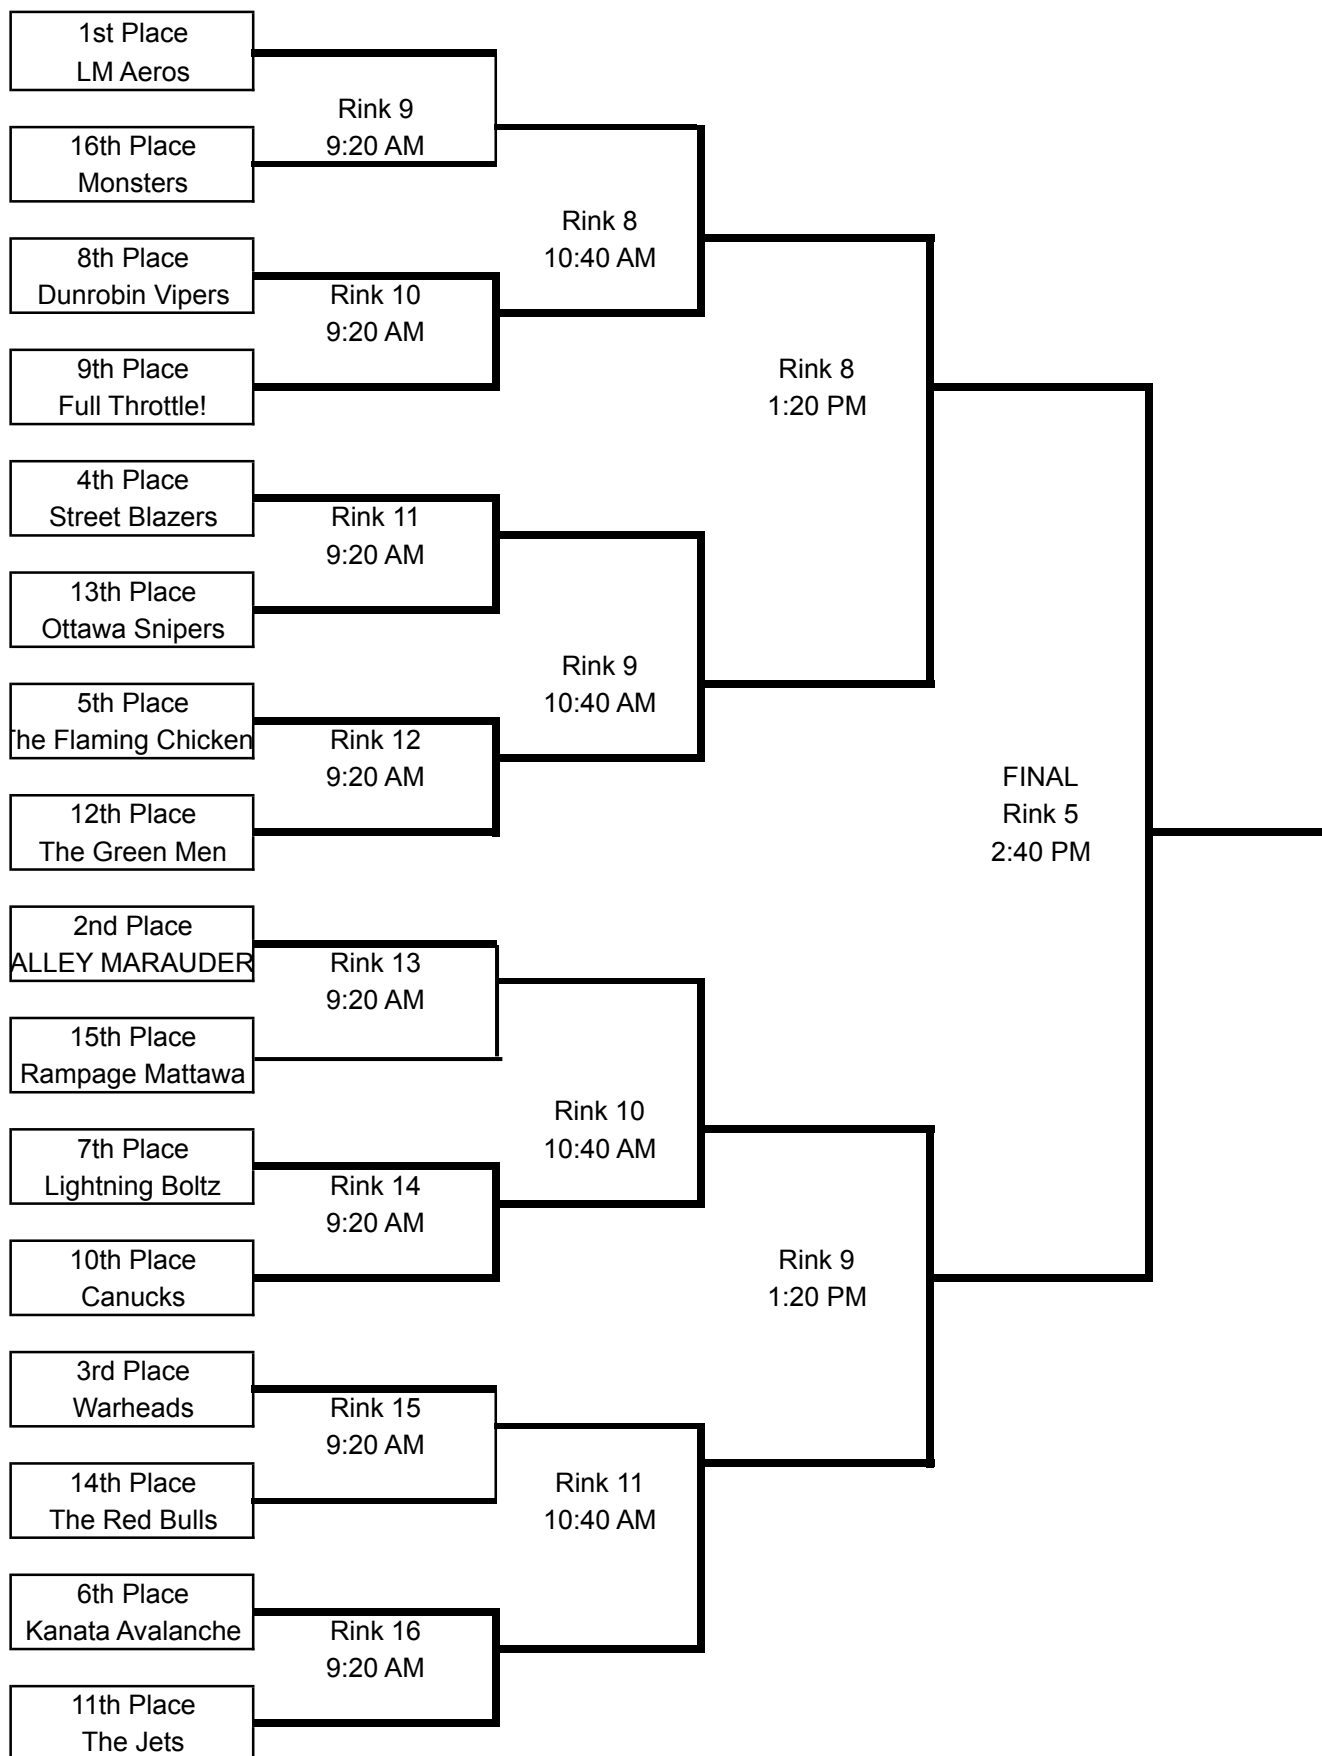 1st Place
LM Aeros
Rink 9
9:20 AM
16th Place
Monsters
Rink 8
10:40 AM
8th Place
Dunrobin Vipers
Rink 10
9:20 AM
9th Place
Full Throttle!
Rink 8
1:20 PM
4th Place
Street Blazers
Rink 11
9:20 AM
13th Place
Ottawa Snipers
Rink 9
10:40 AM
5th Place
he Flaming Chicken
Rink 12
9:20 AM
12th Place
The Green Men
FINAL
Rink 5
2:40 PM
2nd Place
ALLEY MARAUDER
Rink 13
9:20 AM
15th Place
Rampage Mattawa
Rink 10
10:40 AM
7th Place
Lightning Boltz
Rink 14
9:20 AM
10th Place
Canucks
Rink 9
1:20 PM
3rd Place
Warheads
Rink 15
9:20 AM
14th Place
The Red Bulls
Rink 11
10:40 AM
6th Place
Kanata Avalanche
Rink 16
9:20 AM
11th Place
The Jets